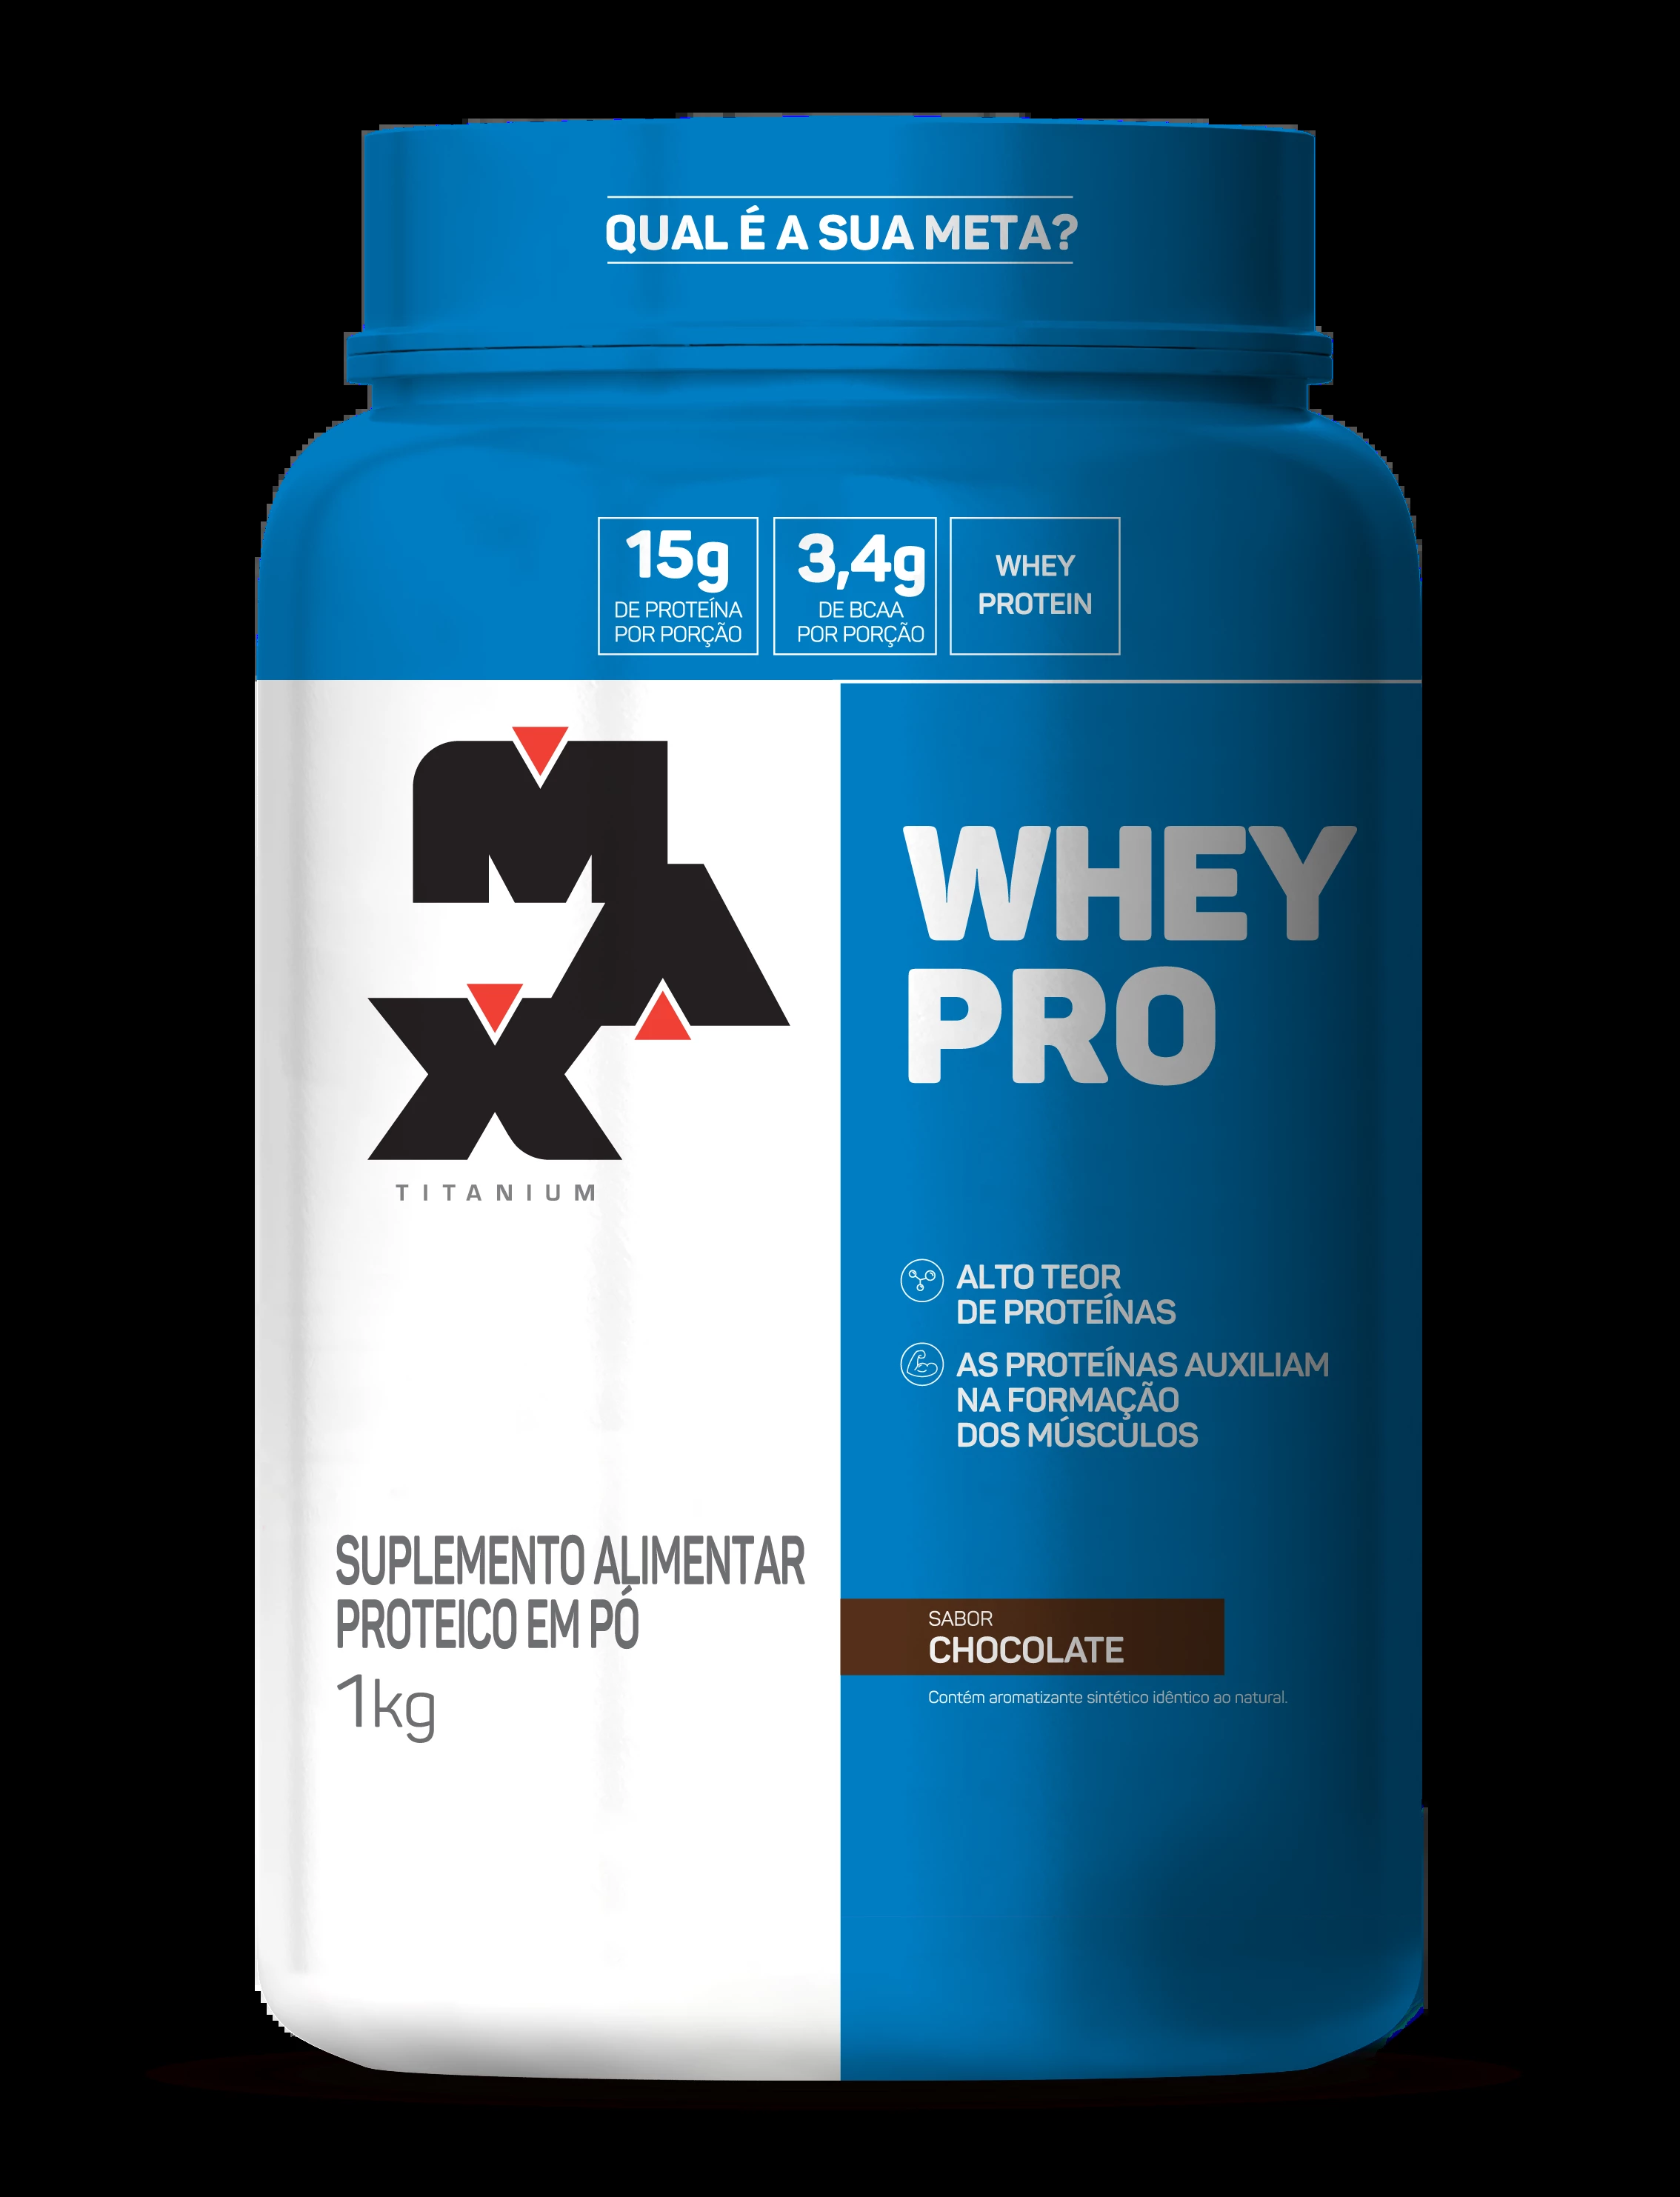 QUAL É A SUA META?
15g
DE PROTEÍNA
POR PORÇÃO
3,4g
DE BCAA
POR PORÇÃO
WHEY
PROTEIN
MAX
TITANIUM
WHEY
PRO
ALTO TEOR
DE PROTEÍNAS
AS PROTEÍNAS AUXILIAM
NA FORMAÇÃO
DOS MÚSCULOS
SUPLEMENTO ALIMENTAR
PROTEICO EM PÓ
1kg
SABOR
CHOCOLATE
Contém aromatizante sintético idêntico ao natural.